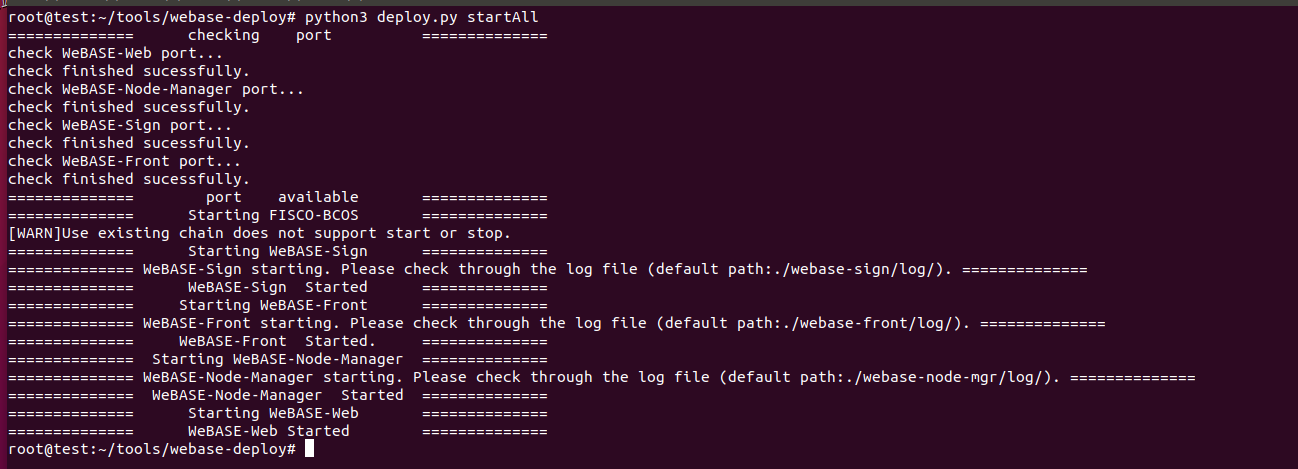 root@test:~/tools/webase-deploy# python3 deploy.py startAll
==============      checking    port          ==============
check WeBASE-Web port...
check finished sucessfully.
check WeBASE-Node-Manager port...
check finished sucessfully.
check WeBASE-Sign port...
check finished sucessfully.
check WeBASE-Front port...
check finished sucessfully.
==============        port    available       ==============
==============      Starting FISCO-BCOS       ==============
[WARN]Use existing chain does not support start or stop.
==============      Starting WeBASE-Sign      ==============
============== WeBASE-Sign starting. Please check through the log file (default path:./webase-sign/log/). ==============
==============      WeBASE-Sign  Started      ==============
==============     Starting WeBASE-Front      ==============
============== WeBASE-Front starting. Please check through the log file (default path:./webase-front/log/). ==============
==============     WeBASE-Front  Started.     ==============
==============  Starting WeBASE-Node-Manager  ==============
============== WeBASE-Node-Manager starting. Please check through the log file (default path:./webase-node-mgr/log/). ==============
==============  WeBASE-Node-Manager  Started  ==============
==============      Starting WeBASE-Web       ==============
==============      WeBASE-Web Started        ==============
root@test:~/tools/webase-deploy#